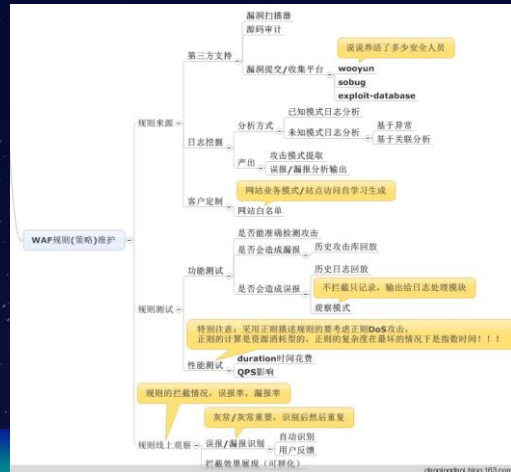 漏洞扫描器
源码审计
第三方支持
说说养活了多少安全人员
漏洞提交/收集平台
wooyun
sobug
exploit-database
规则来源
已知模式日志分析
分析方式
未知模式日志分析
基于异常
基于关联分析
日志挖掘
攻击模式提取
产出
误报/漏报分析输出
网站业务模式/站点访问自学习生成
客户定制
网站白名单
WAF规则(策略)维护
是否能准确检测攻击
功能测试
是否会造成漏报
历史攻击库回放
历史日志回放
是否会造成误报
不拦截只记录，输出给日志处理模块
观察模式
规则测试
特别注意：采用正则描述规则的要考虑正则DoS攻击，
正则的计算是资源消耗型的，正则的复杂度在最坏的情况下是指数时间！！！
duration时间花费
性能测试
QPS影响
规则的拦截情况，误报率，漏报率
灰常/灰常重要，识别后然后重复
规则线上观察
误报/漏报识别
自动识别
用户反馈
拦截效果展现（可视化）